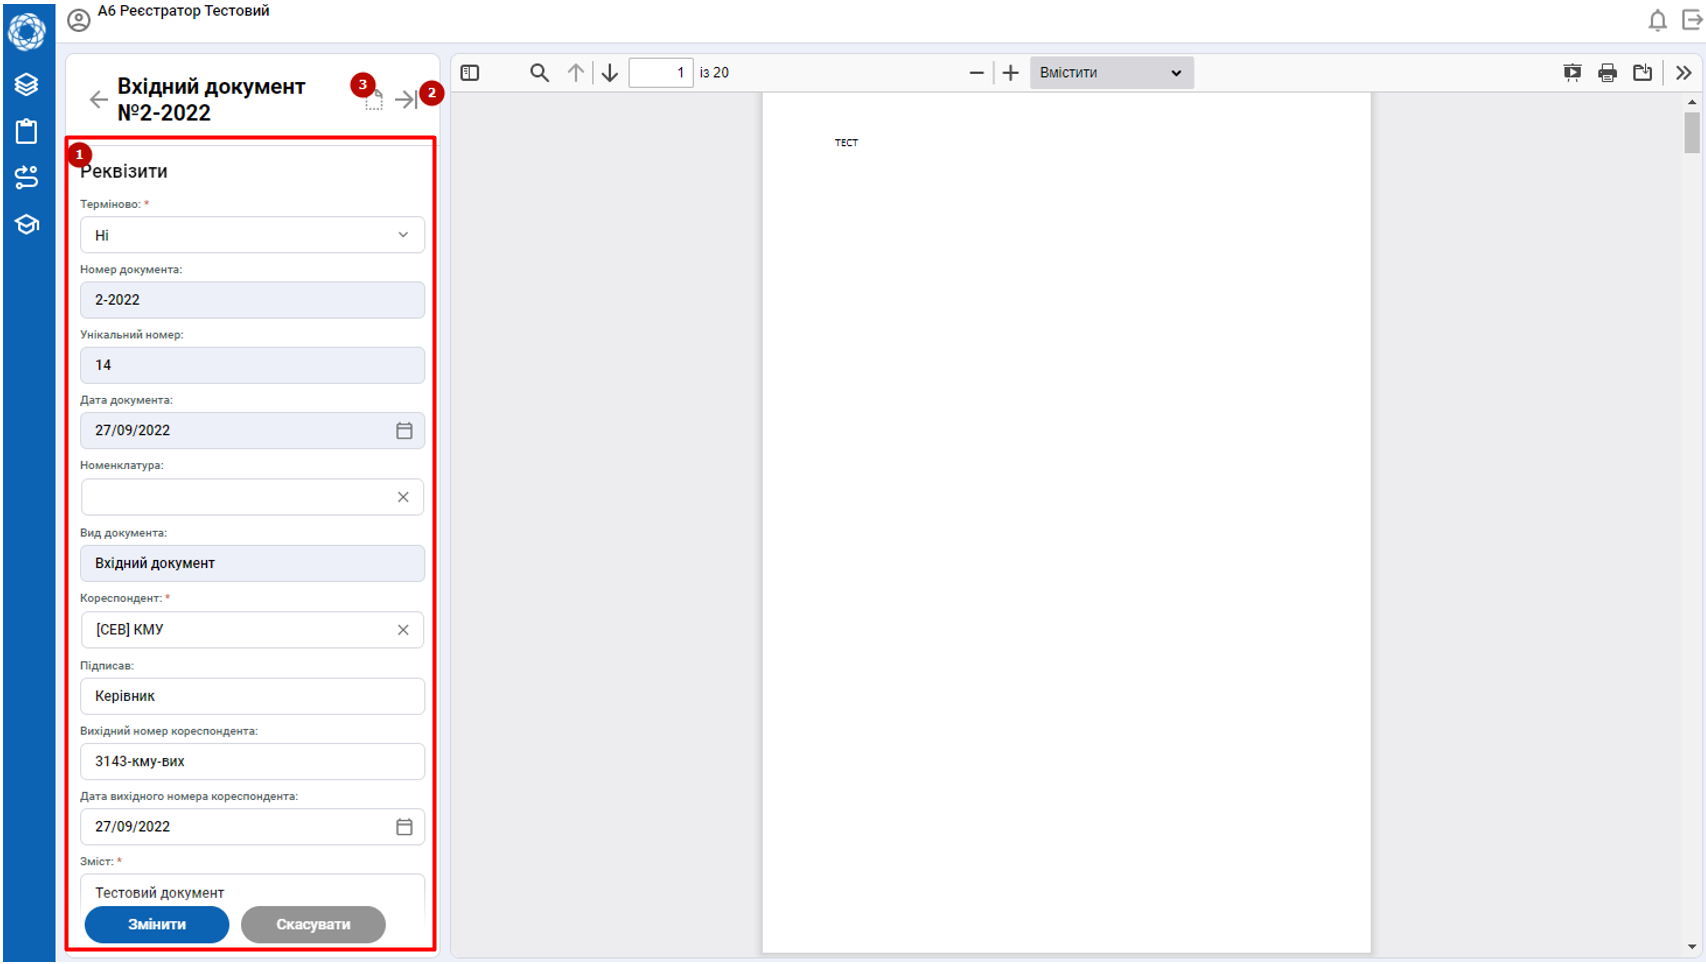 А6 Реєстратор Тестовий
Вхідний документ
№2-2022
3
2
1
Реквізити
Терміново: *
Ні
Номер документа:
2-2022
Унікальний номер:
14
Дата документа:
27/09/2022
Номенклатура:
Вид документа:
Вхідний документ
Кореспондент: *
[СЕВ] КМУ
Підписав:
Керівник
Вихідний номер кореспондента:
3143-кму-вих
Дата вихідного номера кореспондента:
27/09/2022
Зміст: *
Тестовий документ
Змінити
Скасувати
1 із 20
Вмістити
ТЕСТ